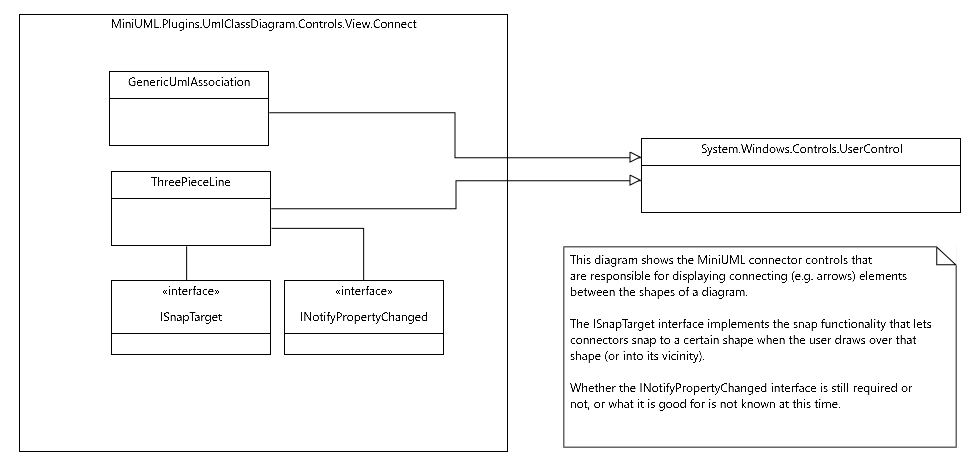 MiniUML.Plugins.UmlClassDiagram.Controls.View.Connect
GenericUmlAssociation
ThreePieceLine
«interface»
ISnapTarget
«interface»
INotifyPropertyChanged
System.Windows.Controls.UserControl
This diagram shows the MiniUML connector controls that
are responsible for displaying connecting (e.g. arrows) elements
between the shapes of a diagram.
The ISnapTarget interface implements the snap functionality that lets
connectors snap to a certain shape when the user draws over that
shape (or into its vicinity).
Whether the INotifyPropertyChanged interface is still required or
not, or what it is good for is not known at this time.